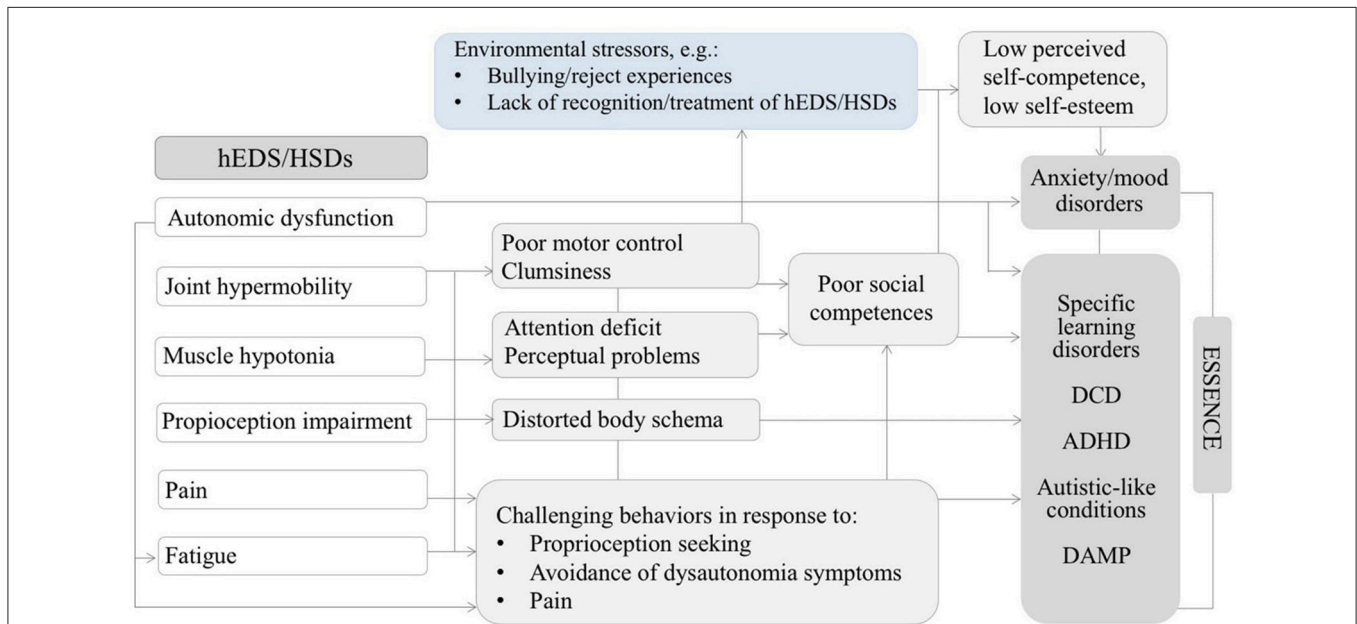 Environmental stressors, e.g.:
• Bullying/reject experiences
• Lack of recognition/treatment of hEDS/HSDs
Low perceived
self-competence,
low self-esteem
hEDS/HSDs
Autonomic dysfunction
Joint hypermobility
Muscle hypotonia
Propioception impairment
Pain
Fatigue
Poor motor control
Clumsiness
Attention deficit
Perceptual problems
Distorted body schema
Challenging behaviors in response to:
• Proprioception seeking
• Avoidance of dysautonomia symptoms
• Pain
Poor social
competences
Anxiety/mood
disorders
Specific
learning
disorders
DCD
ADHD
Autistic-like
conditions
DAMP
ESSENCE